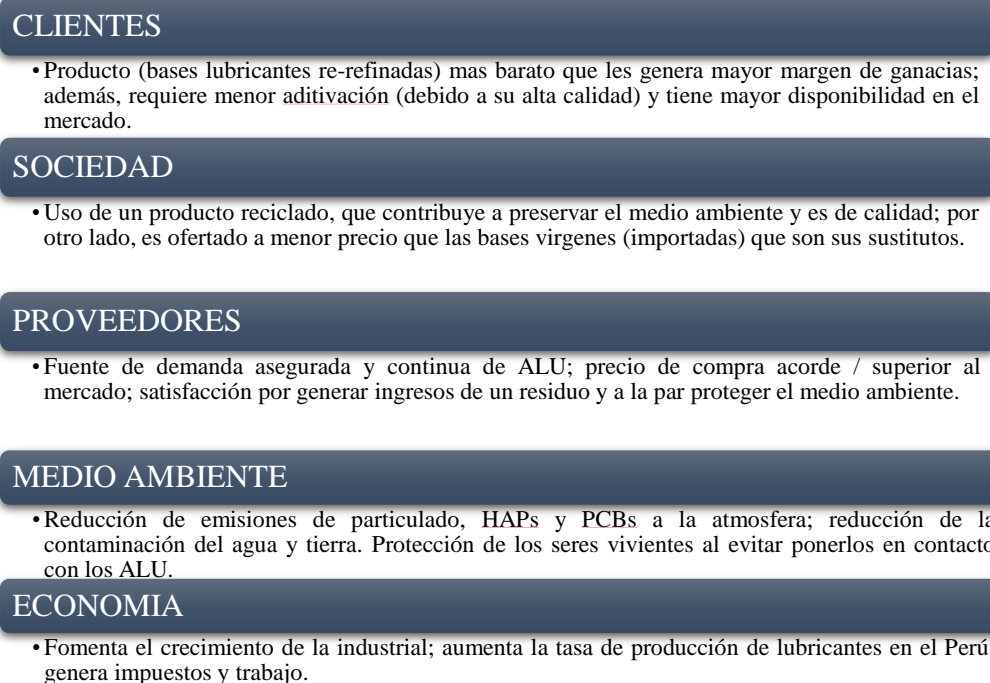 CLIENTES
•Producto (bases lubricantes re-refinadas) mas barato que les genera mayor margen de ganacias;
además, requiere menor aditivación (debido a su alta calidad) y tiene mayor disponibilidad en el
mercado.
SOCIEDAD
•Uso de un producto reciclado, que contribuye a preservar el medio ambiente y es de calidad; por
otro lado, es ofertado a menor precio que las bases virgenes (importadas) que son sus sustitutos.
PROVEEDORES
•Fuente de demanda asegurada y continua de ALU; precio de compra acorde / superior al
mercado; satisfacción por generar ingresos de un residuo y a la par proteger el medio ambiente.
MEDIO AMBIENTE
•Reducción de emisiones de particulado, HAPs y PCBs a la atmosfera; reducción de la
contaminación del agua y tierra. Protección de los seres vivientes al evitar ponerlos en contacto
con los ALU.
ECONOMIA
•Fomenta el crecimiento de la industrial; aumenta la tasa de producción de lubricantes en el Perú
genera impuestos y trabajo.